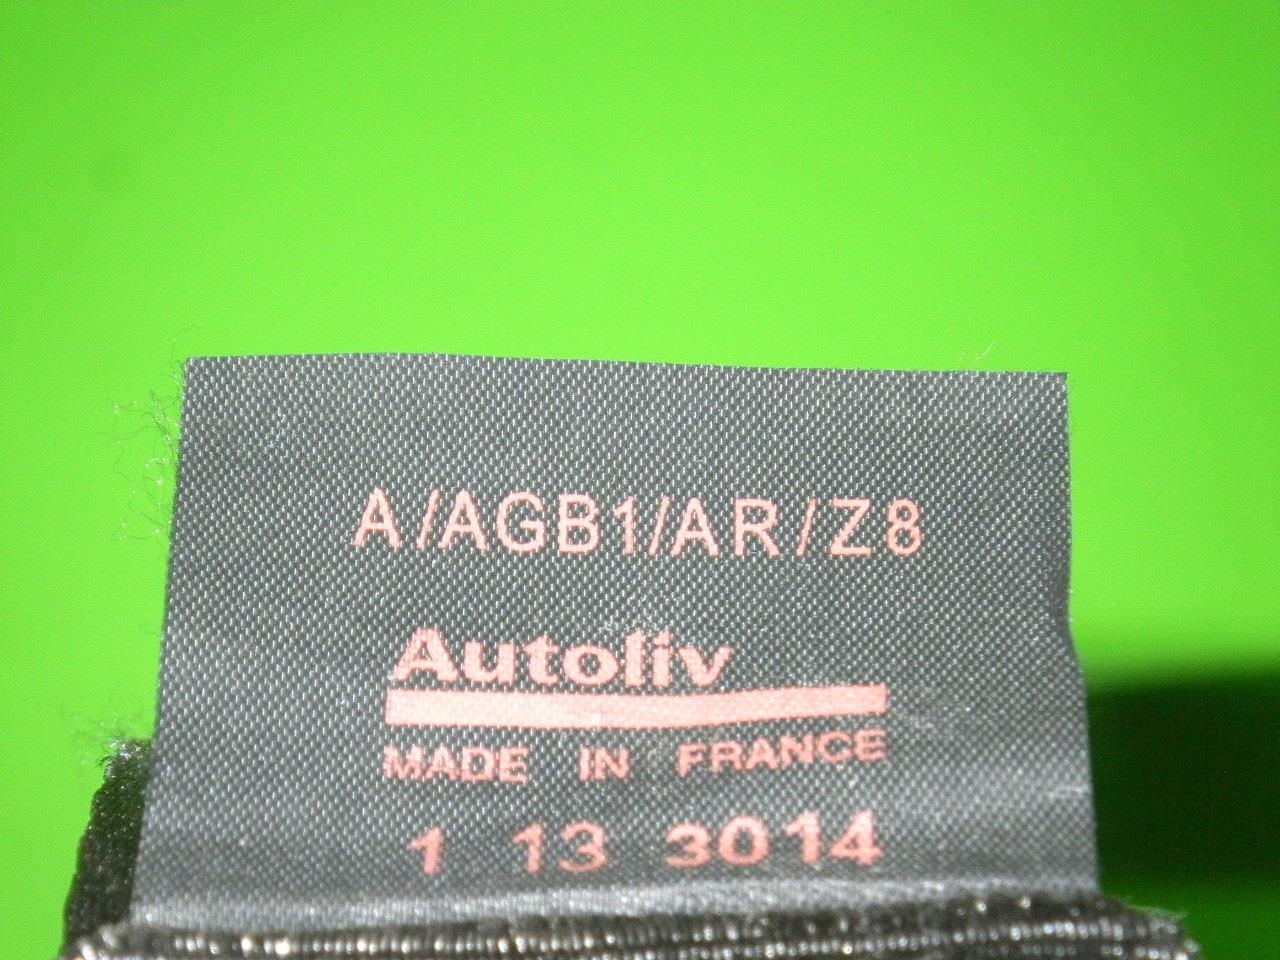 A/AGB1/AR/Z8
Autoliv
MADE IN FRANCE
1 13 3014